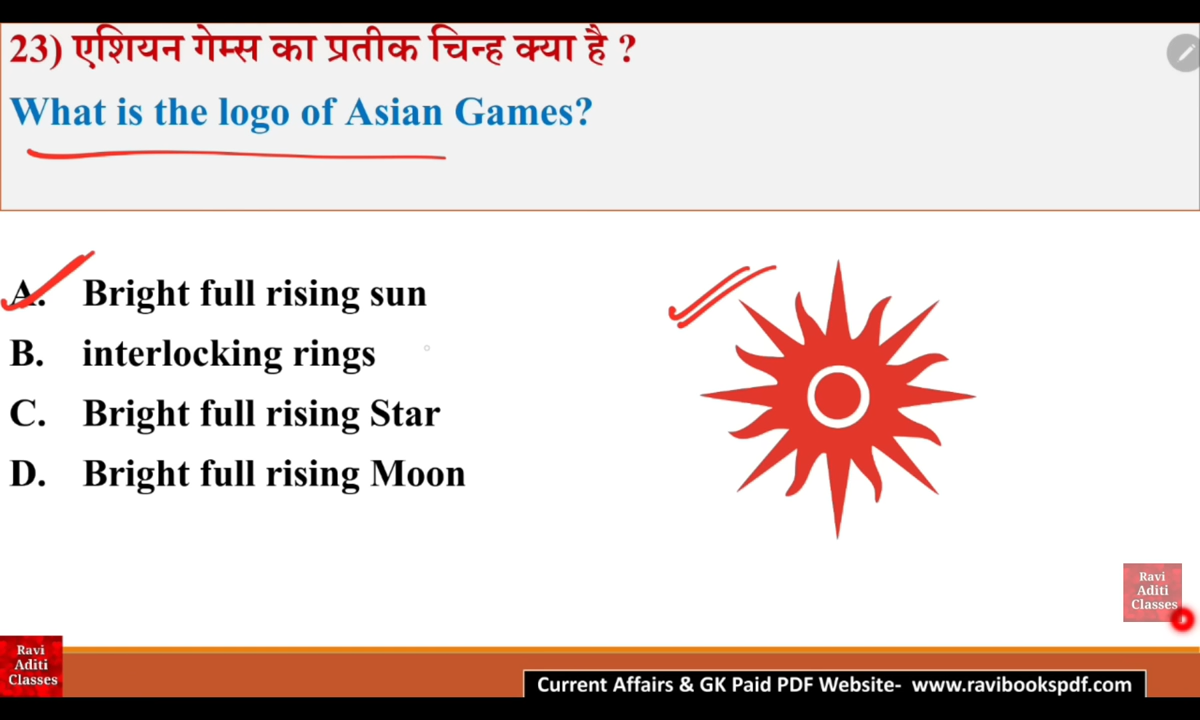 23) एशियन गेम्स का प्रतीक चिन्ह क्या है ?
What is the logo of Asian Games?
A. Bright full rising sun
B. interlocking rings
C. Bright full rising Star
D. Bright full rising Moon
Ravi
Aditi
Classes
Ravi
Aditi
Classes
Current Affairs & GK Paid PDF Website- www.ravibookspdf.com